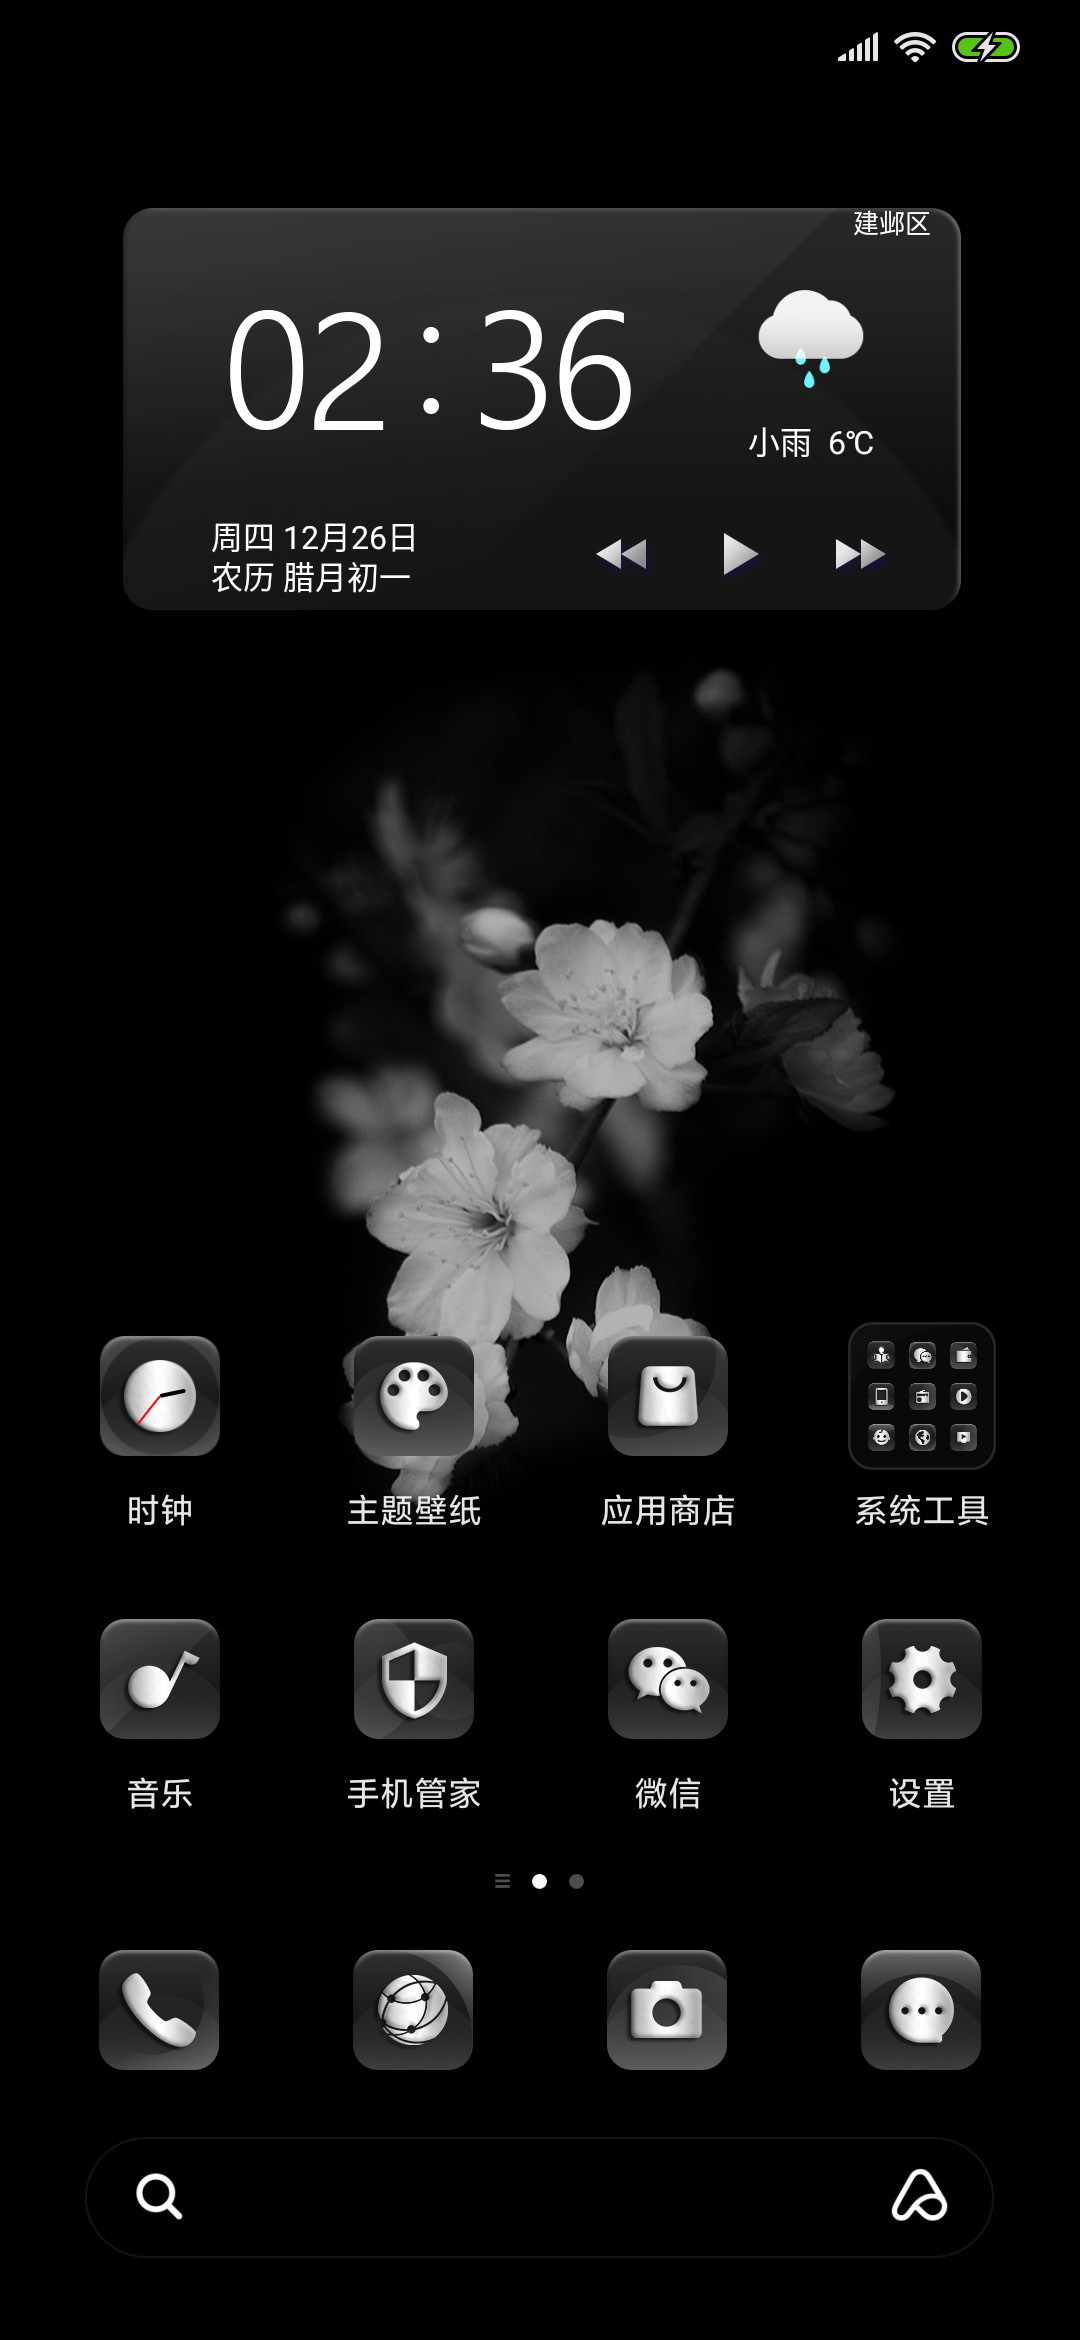 建邺区
02:36
小雨 6℃
周四 12月26日
农历 腊月初一
时钟 主题壁纸 应用商店 系统工具
音乐 手机管家 微信 设置